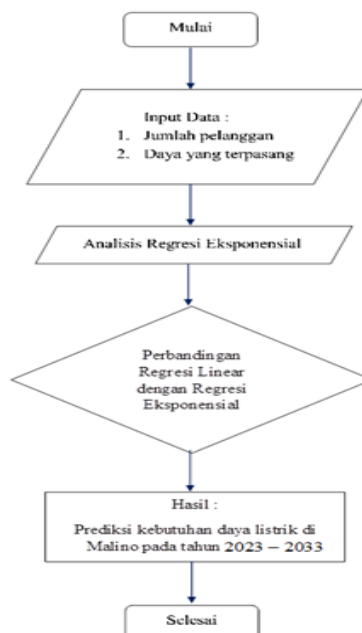 Mulai
Input Data :
1. Jumlah pelanggan
2. Daya yang terpasang
Analisis Regresi Eksponensial
Perbandingan
Regresi Linear
dengan Regresi
Eksponensial
Hasil :
Prediksi kebutuhan daya listrik di
Malino pada tahun 2023 – 2033
Selesai